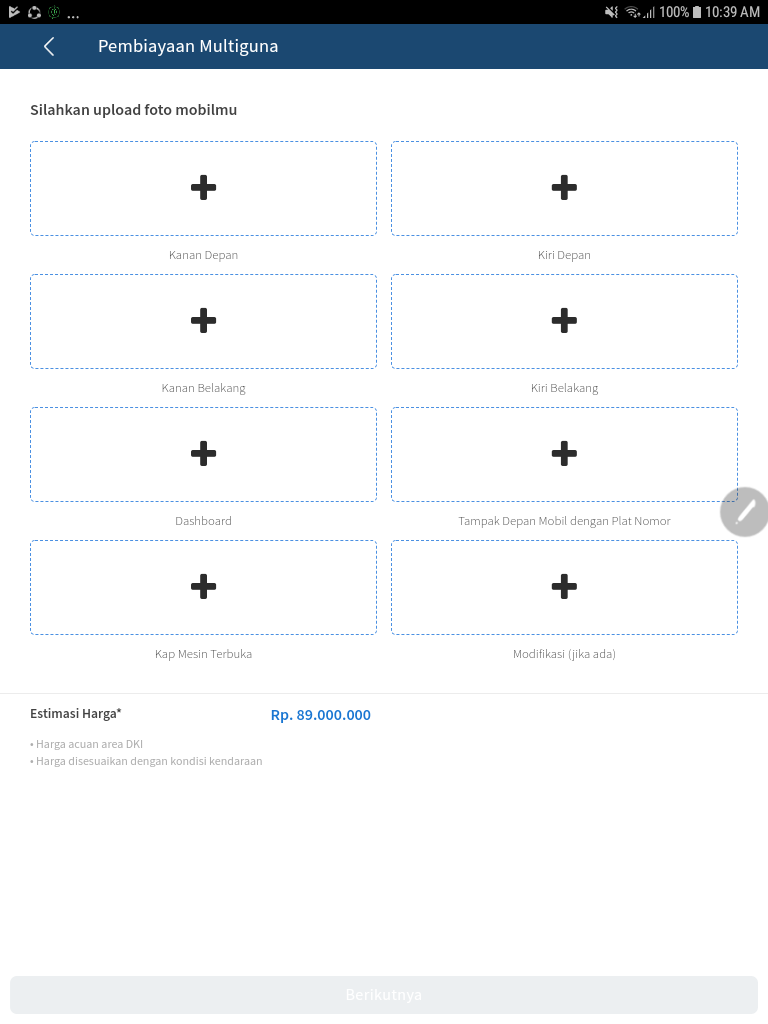 ... 100% 10:39 AM
Pembiayaan Multiguna
Silahkan upload foto mobilmu
Kanan Depan
Kiri Depan
Kanan Belakang
Kiri Belakang
Dashboard
Tampak Depan Mobil dengan Plat Nomor
Kap Mesin Terbuka
Modifikasi (jika ada)
Estimasi Harga* Rp. 89.000.000
• Harga acuan area DKI
• Harga disesuaikan dengan kondisi kendaraan
Berikutnya